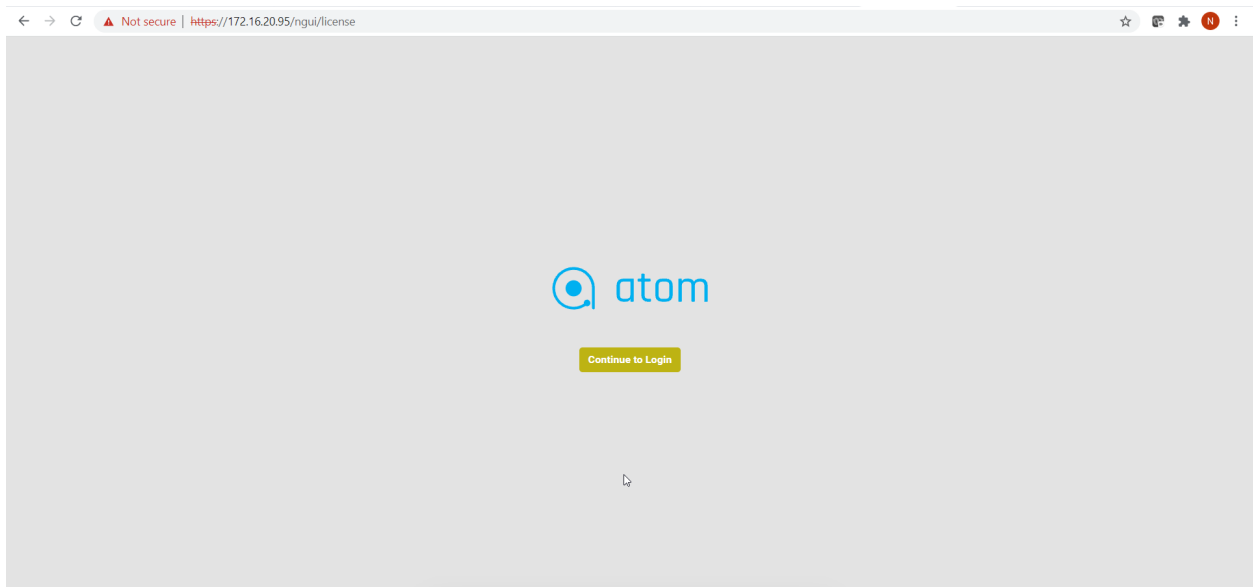 Not secure | https://172.16.20.95/ngui/license
N
atom
Continue to Login